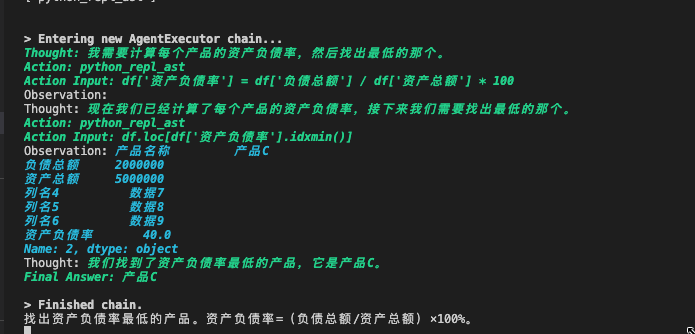 ['python_repl_ast']
> Entering new AgentExecutor chain...
Thought: 我需要计算每个产品的资产负债率，然后找出最低的那个。
Action: python_repl_ast
Action Input: df['资产负债率'] = df['负债总额'] / df['资产总额'] * 100
Observation:
Thought: 现在我们已经计算了每个产品的资产负债率，接下来我们需要找出最低的那个。
Action: python_repl_ast
Action Input: df.loc[df['资产负债率'].idxmin()]
Observation: 产品名称 产品C
负债总额 2000000
资产总额 5000000
列名4 数据7
列名5 数据8
列名6 数据9
资产负债率 40.0
Name: 2, dtype: object
Thought: 我们找到了资产负债率最低的产品，它是产品C。
Final Answer: 产品C
> Finished chain.
找出资产负债率最低的产品。资产负债率=（负债总额/资产总额）×100%。